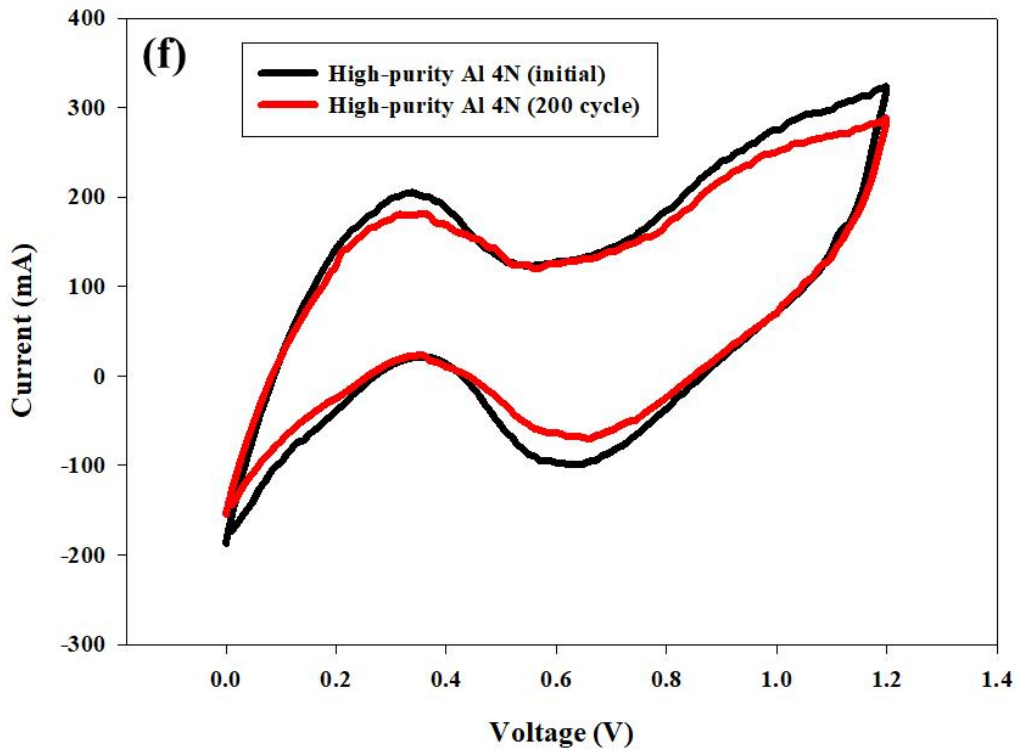 (f)
High-purity Al 4N (initial)
High-purity Al 4N (200 cycle)
Current (mA)
400
300
200
100
0
-100
-200
-300
0.0 0.2 0.4 0.6 0.8 1.0 1.2 1.4
Voltage (V)